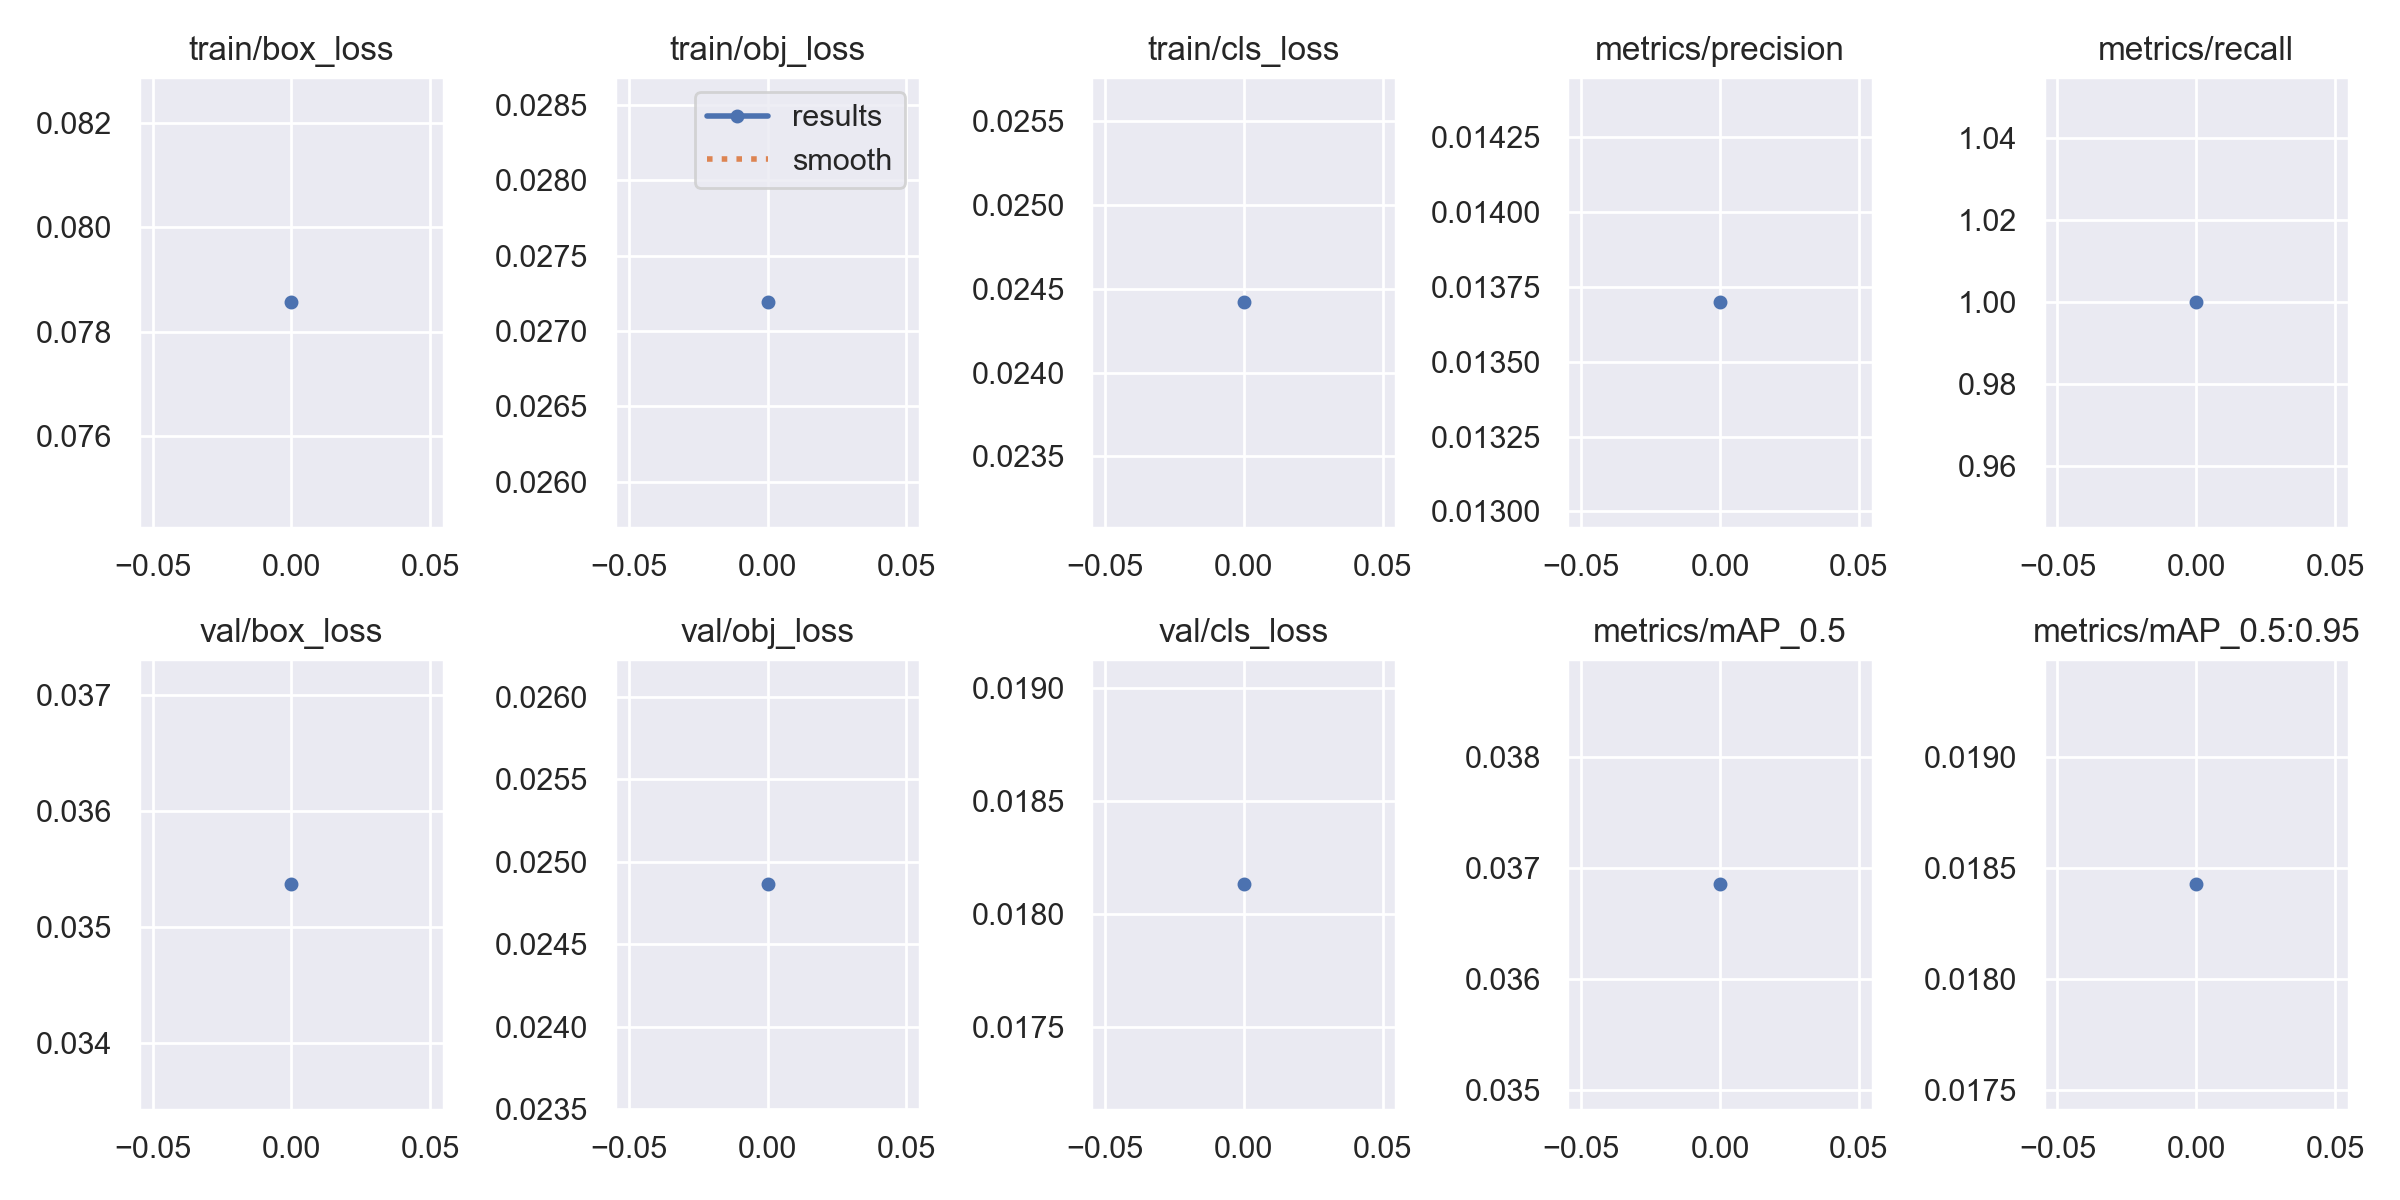 train/box_loss
0.082
0.080
0.078
0.076
−0.05 0.00 0.05
train/obj_loss
results
smooth
0.0285
0.0280
0.0275
0.0270
0.0265
0.0260
−0.05 0.00 0.05
train/cls_loss
0.0255
0.0250
0.0245
0.0240
0.0235
−0.05 0.00 0.05
metrics/precision
0.01425
0.01400
0.01375
0.01350
0.01325
0.01300
−0.05 0.00 0.05
metrics/recall
1.04
1.02
1.00
0.98
0.96
−0.05 0.00 0.05
val/box_loss
0.037
0.036
0.035
0.034
−0.05 0.00 0.05
val/obj_loss
0.0260
0.0255
0.0250
0.0245
0.0240
0.0235
−0.05 0.00 0.05
val/cls_loss
0.0190
0.0185
0.0180
0.0175
−0.05 0.00 0.05
metrics/mAP_0.5
0.038
0.037
0.036
0.035
−0.05 0.00 0.05
metrics/mAP_0.5:0.95
0.0190
0.0185
0.0180
0.0175
−0.05 0.00 0.05